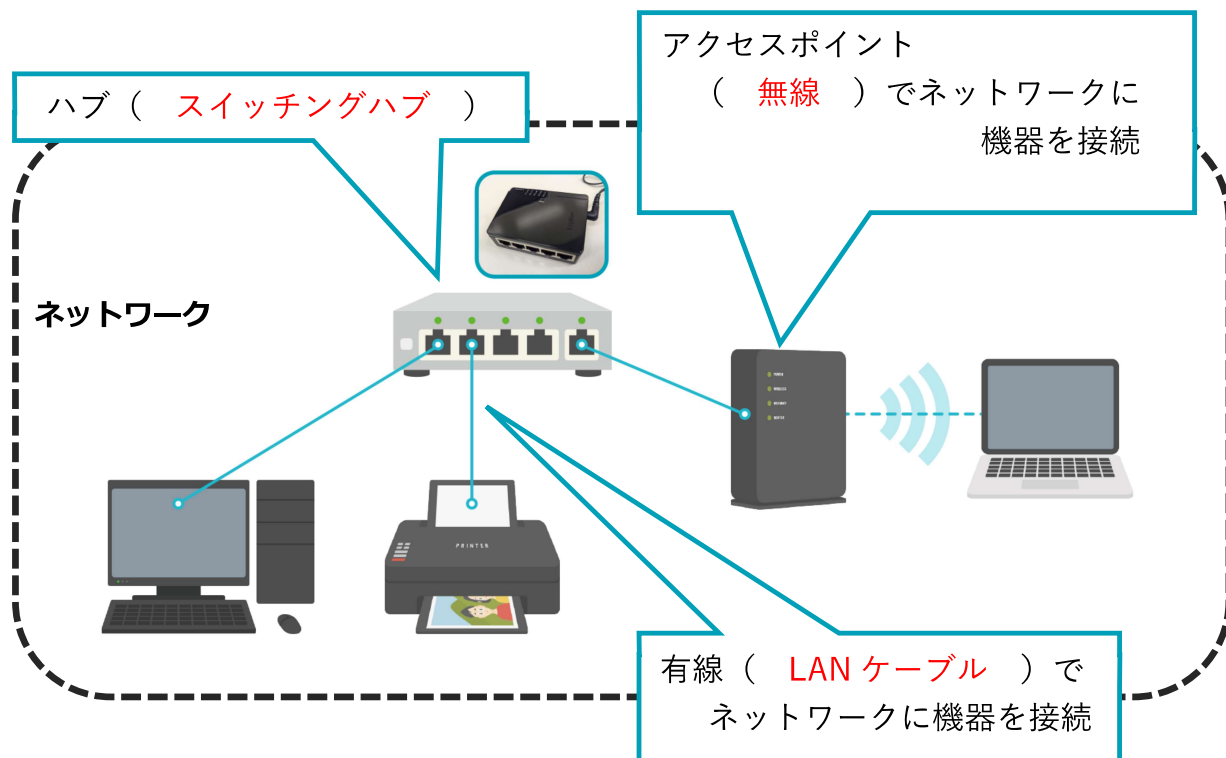 アクセスポイント
（　無線　）でネットワークに
機器を接続
ハブ（　スイッチングハブ　）
ネットワーク
PRINTER
有線（　LAN ケーブル　）で
ネットワークに機器を接続